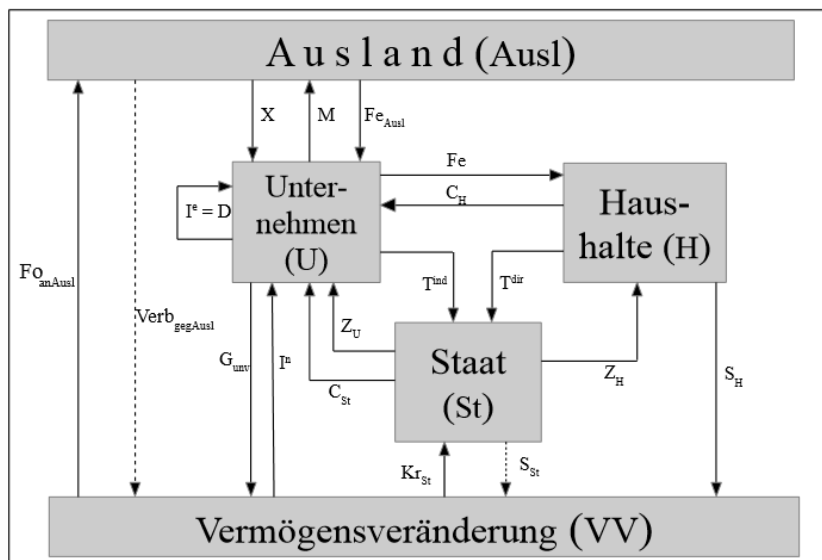 A u s l a n d (Ausl)
X
M
Fe_Ausl
Fe
C_H
Unter-
nehmen
(U)
I^e = D
Haus-
halte (H)
Fo_anAusl
Verb_gegAusl
T^ind
T^dir
G_unv
I^n
Z_U
C_St
Staat
(St)
Z_H
S_H
Kr_St
S_St
Vermögensveränderung (VV)